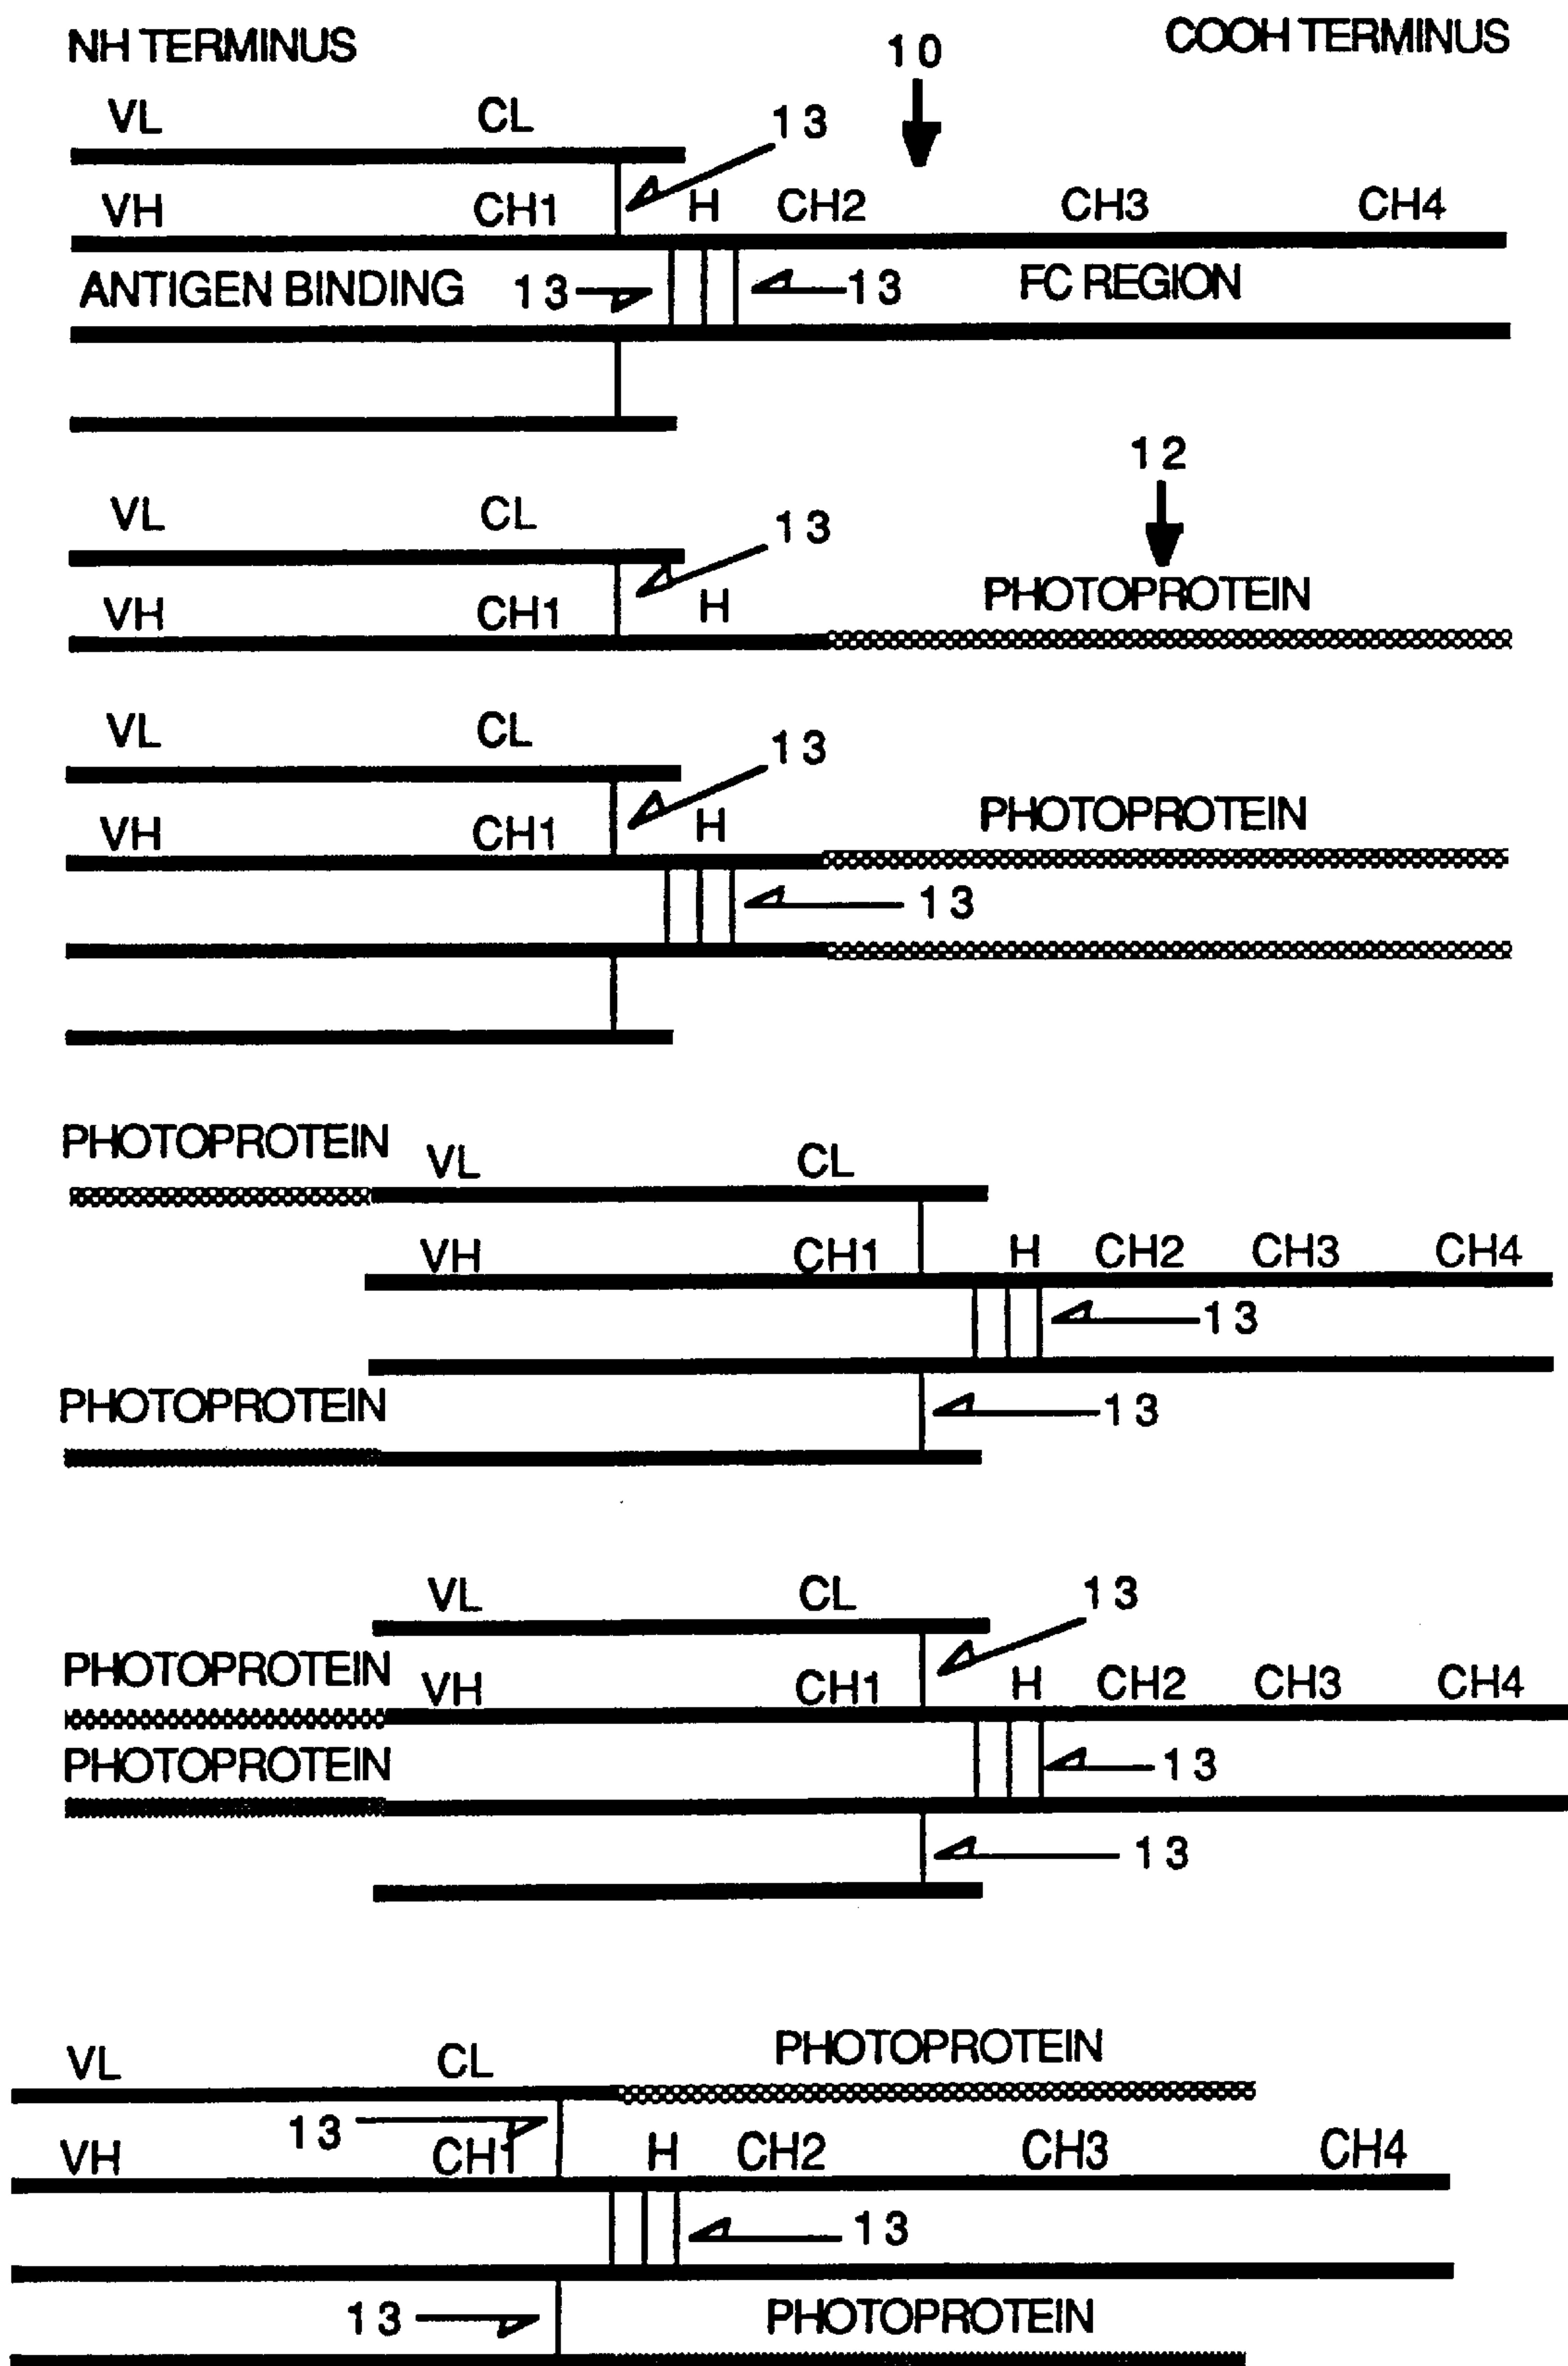 NH TERMINUS 10 COOH TERMINUS
VL CL 13
VH CH1 H CH2 CH3 CH4
ANTIGEN BINDING 13 13 FC REGION
12
VL CL 13
VH CH1 H PHOTOPROTEIN
VL CL 13
VH CH1 H PHOTOPROTEIN
13
PHOTOPROTEIN VL CL
VH CH1 H CH2 CH3 CH4
13
PHOTOPROTEIN 13
VL CL 13
PHOTOPROTEIN VH CH1 H CH2 CH3 CH4
PHOTOPROTEIN 13
13
VL CL PHOTOPROTEIN
13
VH CH1 H CH2 CH3 CH4
13
13 PHOTOPROTEIN